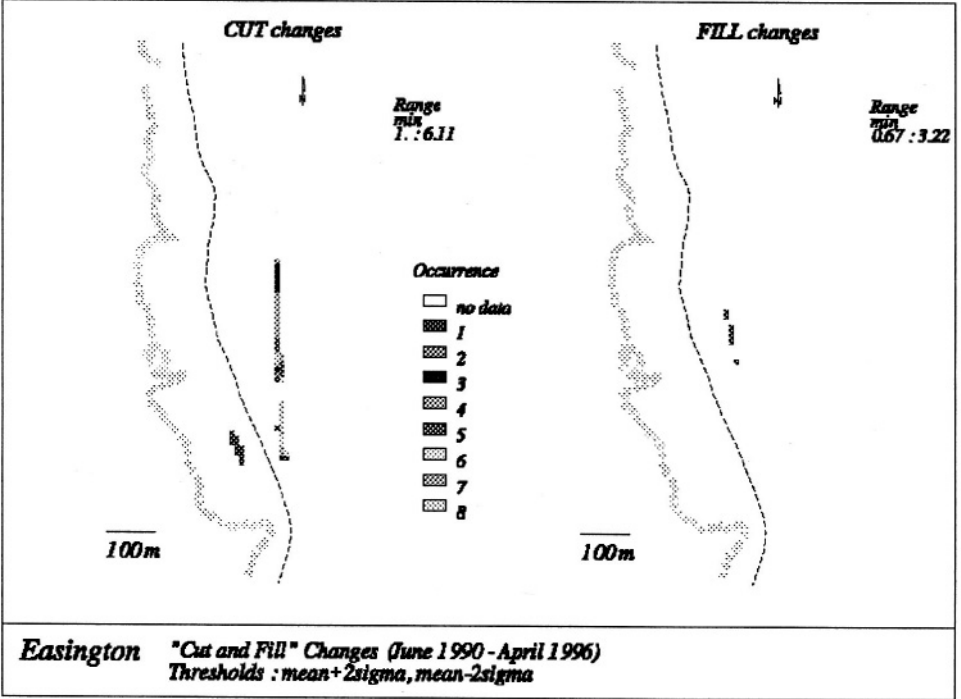 CUT changes
FILL changes
Range
min
1. : 6.11
Range
min
0.67 : 3.22
Occurrence
no data
1
2
3
4
5
6
7
8
100m
100m
Easington "Cut and Fill" Changes (June 1990 - April 1996)
Thresholds : mean+2sigma, mean-2sigma